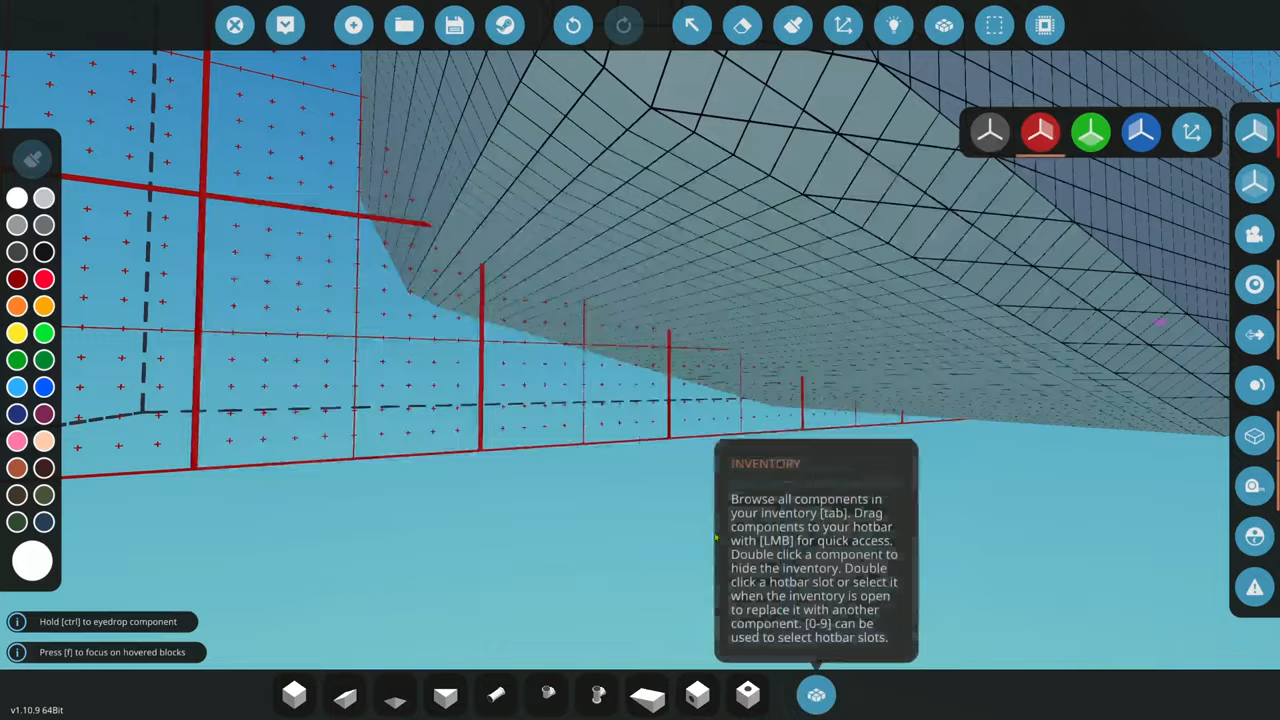 INVENTORY
Browse all components in
your inventory [tab]. Drag
components to your hotbar
with [LMB] for quick access.
Double click a component to
hide the inventory. Double
click a hotbar slot or select it
when the inventory is open
to replace it with another
component. [0-9] can be
used to select hotbar slots.
Hold [ctrl] to eyedrop component
Press [f] to focus on hovered blocks
v1.10.9 64Bit